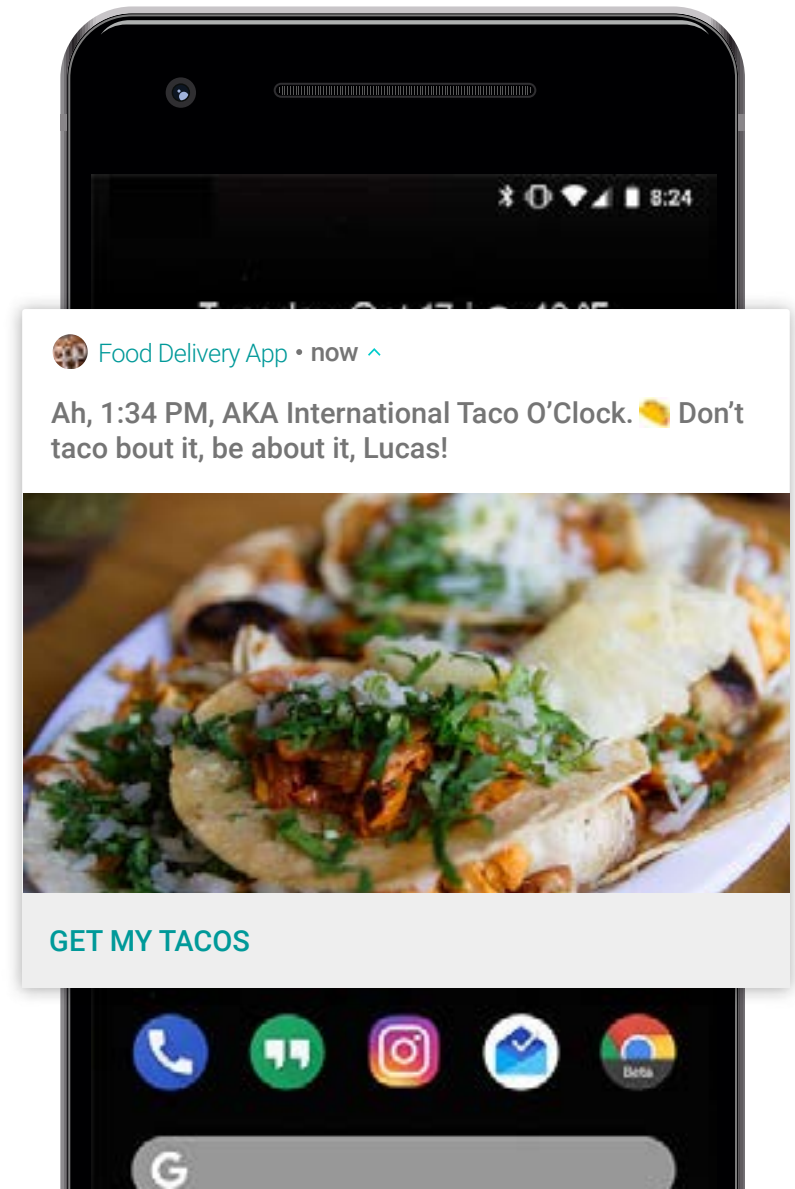 8:24
Food Delivery App • now
Ah, 1:34 PM, AKA International Taco O’Clock. 🌮 Don’t
taco bout it, be about it, Lucas!
GET MY TACOS
Beta
G